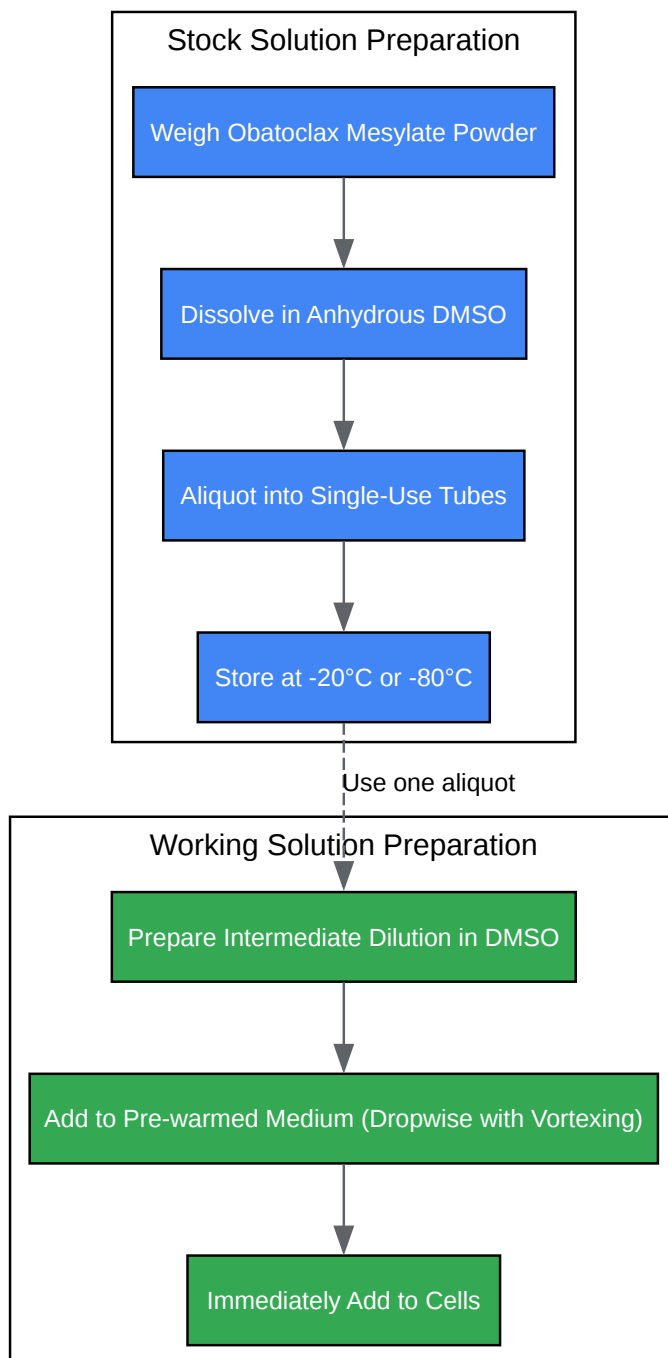 Stock Solution Preparation
Weigh Obatoclax Mesylate Powder
Dissolve in Anhydrous DMSO
Aliquot into Single-Use Tubes
Store at -20°C or -80°C
Use one aliquot
Working Solution Preparation
Prepare Intermediate Dilution in DMSO
Add to Pre-warmed Medium (Dropwise with Vortexing)
Immediately Add to Cells